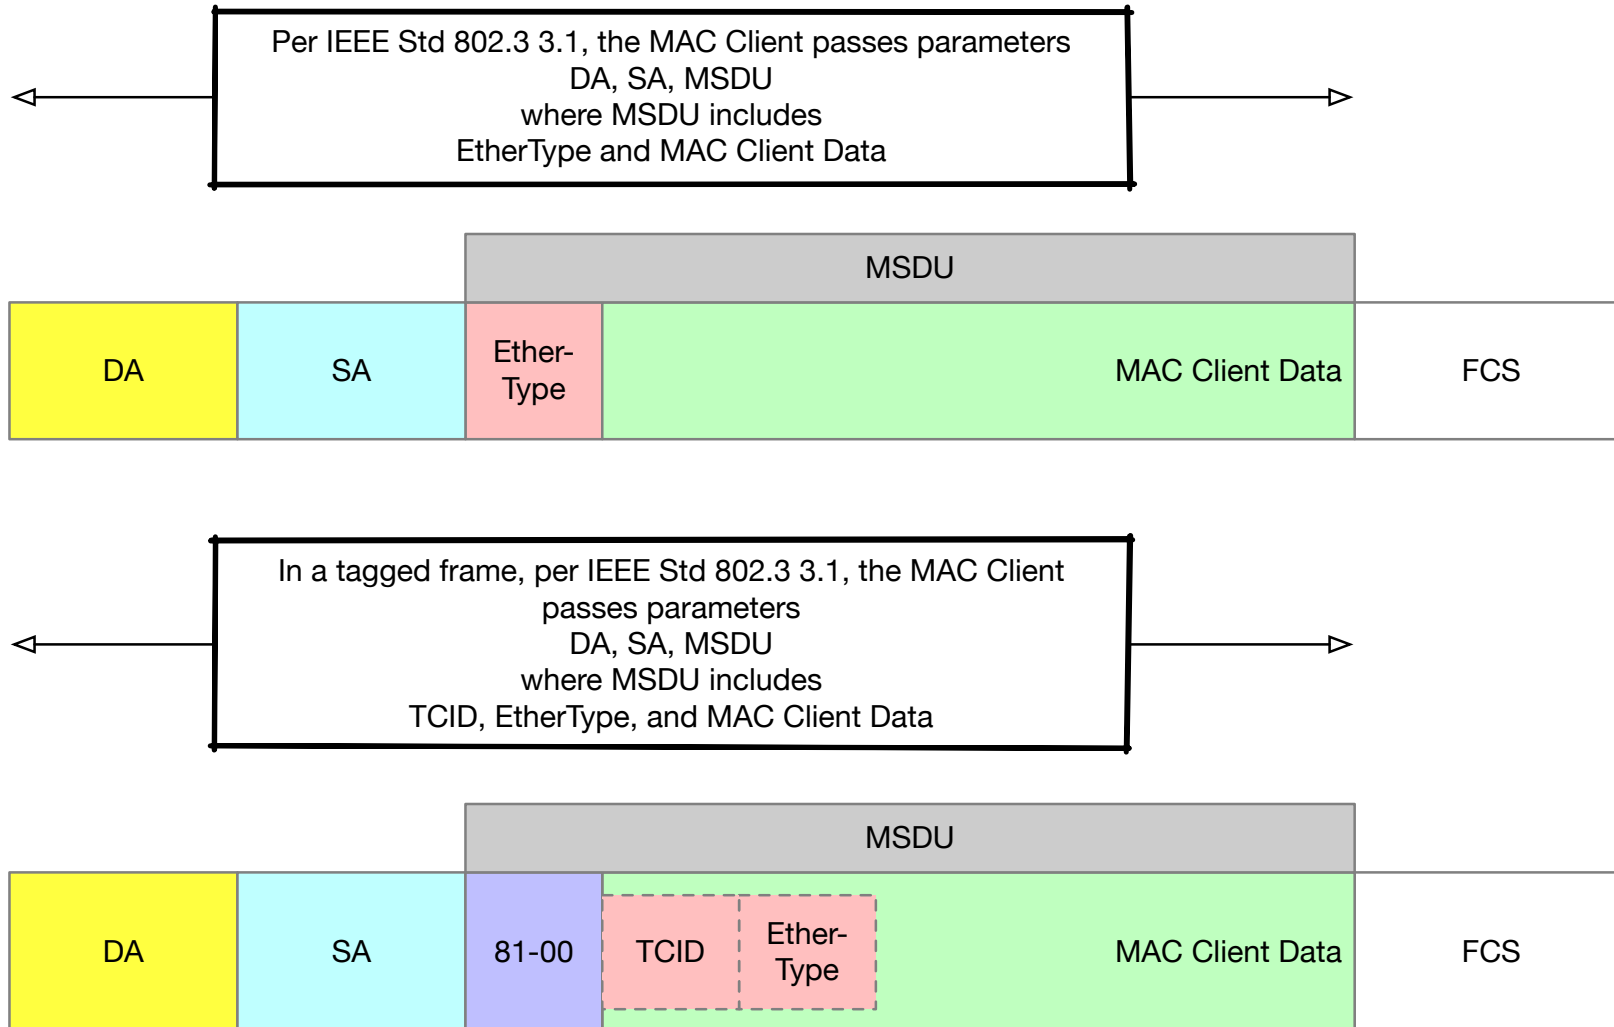 Per IEEE Std 802.3 3.1, the MAC Client passes parameters
DA, SA, MSDU
where MSDU includes
EtherType and MAC Client Data
MSDU
DA
SA
Ether-
Type
MAC Client Data
FCS
In a tagged frame, per IEEE Std 802.3 3.1, the MAC Client
passes parameters
DA, SA, MSDU
where MSDU includes
TCID, EtherType, and MAC Client Data
MSDU
DA
SA
81-00
TCID
Ether-
Type
MAC Client Data
FCS